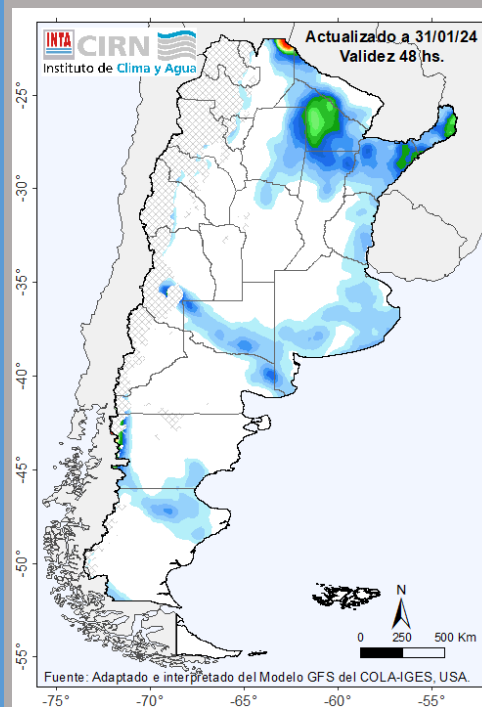 INTA CIRN
Instituto de Clima y Agua
Actualizado a 31/01/24
Validez 48 hs.
-25°
-30°
-35°
-40°
-45°
-50°
-55°
N
0 250 500 Km
Fuente: Adaptado e interpretado del Modelo GFS del COLA-IGES, USA.
-75 -70 -65 -60 -55